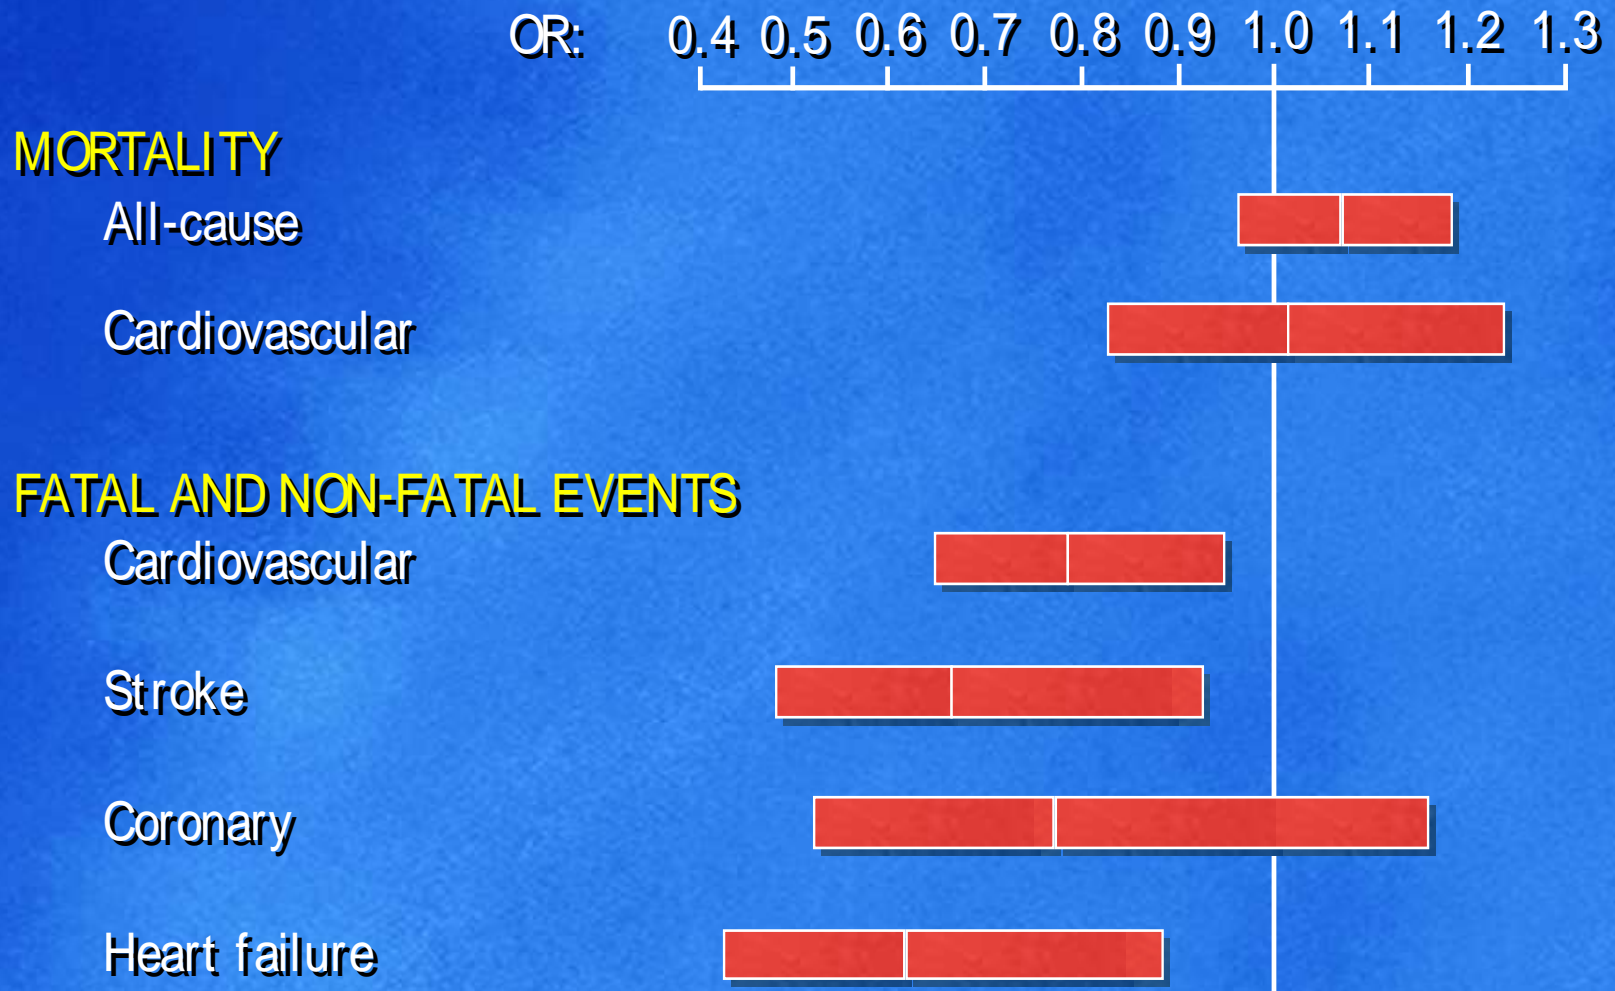 OR: 0.4 0.5 0.6 0.7 0.8 0.9 1.0 1.1 1.2 1.3
MORTALITY
All-cause
Cardiovascular
FATAL AND NON-FATAL EVENTS
Cardiovascular
Stroke
Coronary
Heart failure